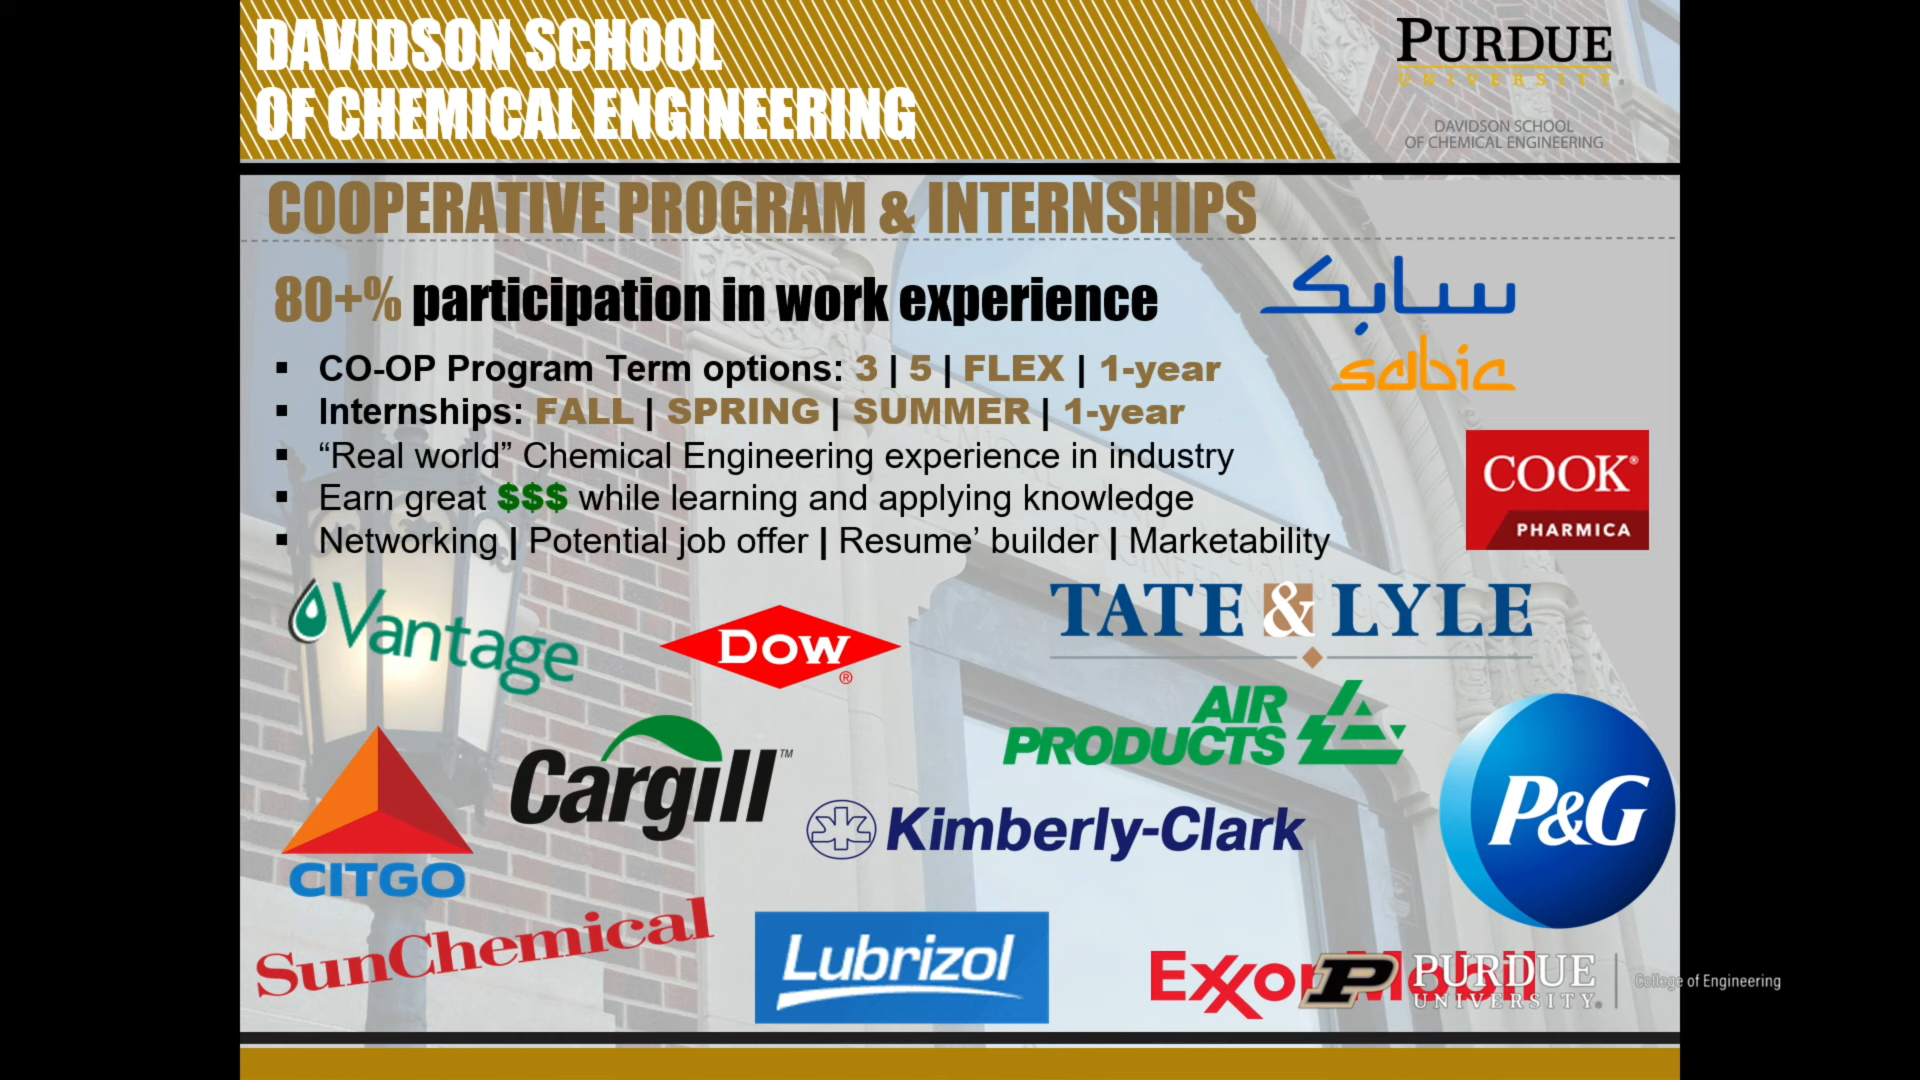 DAVIDSON SCHOOL
OF CHEMICAL ENGINEERING
PURDUE
UNIVERSITY.
DAVIDSON SCHOOL
OF CHEMICAL ENGINEERING
COOPERATIVE PROGRAM & INTERNSHIPS
80+% participation in work experience
▪ CO-OP Program Term options: 3 | 5 | FLEX | 1-year
▪ Internships: FALL | SPRING | SUMMER | 1-year
▪ “Real world” Chemical Engineering experience in industry
▪ Earn great $$$ while learning and applying knowledge
▪ Networking | Potential job offer | Resume’ builder | Marketability
سابك
sabic
COOK®
PHARMICA
Vantage
DOW®
TATE & LYLE
AIR
PRODUCTS
Cargill™
Kimberly-Clark
P&G
CITGO
SunChemical
Lubrizol
ExxonMobil
P PURDUE
UNIVERSITY®
College of Engineering